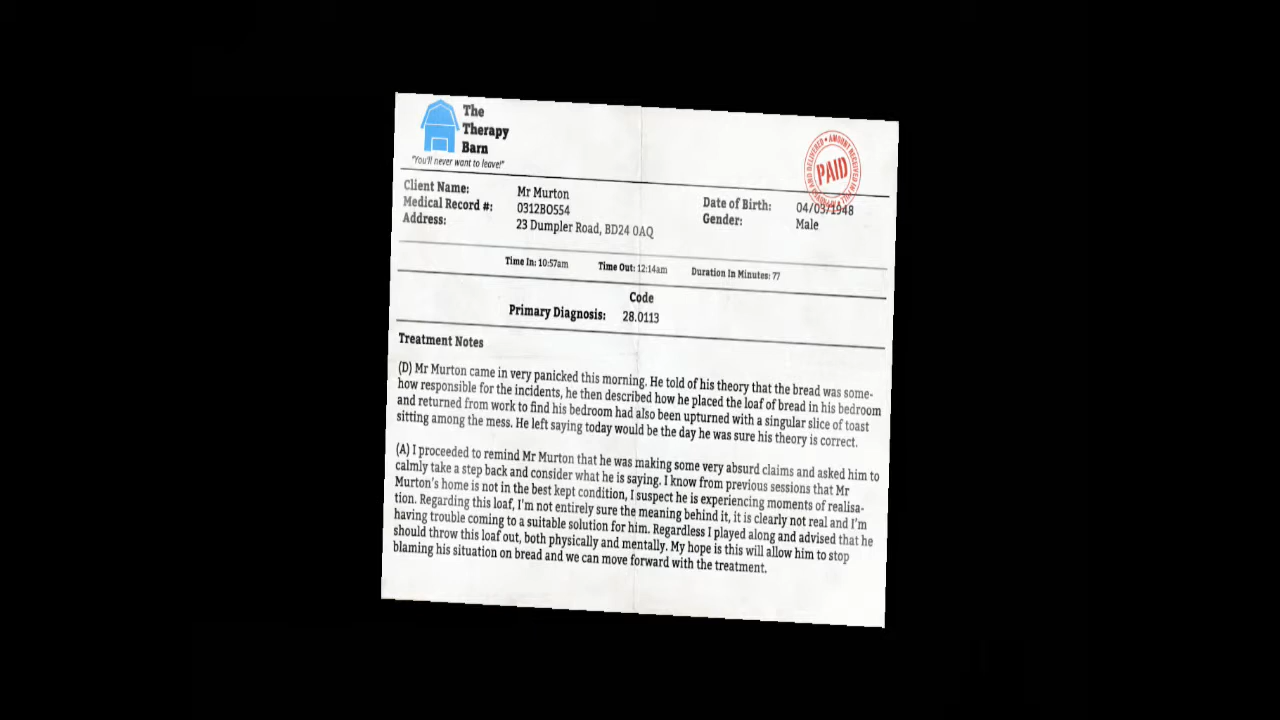 The
Therapy
Barn
"You'll never want to leave!"
PAID
Client Name: Mr Murton
Medical Record #: 0312BO554
Address: 23 Dumpler Road, BD24 0AQ
Date of Birth: 04/03/1948
Gender: Male
Time In: 10:57am Time Out: 12:14am Duration In Minutes: 77
Code
Primary Diagnosis: 28.0113
Treatment Notes
(D) Mr Murton came in very panicked this morning. He told of his theory that the bread was some-
how responsible for the incidents, he then described how he placed the loaf of bread in his bedroom
and returned from work to find his bedroom had also been upturned with a singular slice of toast
sitting among the mess. He left saying today would be the day he was sure his theory is correct.
(A) I proceeded to remind Mr Murton that he was making some very absurd claims and asked him to
calmly take a step back and consider what he is saying. I know from previous sessions that Mr
Murton's home is not in the best kept condition, I suspect he is experiencing moments of realisa-
tion. Regarding this loaf, I'm not entirely sure the meaning behind it, it is clearly not real and I'm
having trouble coming to a suitable solution for him. Regardless I played along and advised that he
should throw this loaf out, both physically and mentally. My hope is this will allow him to stop
blaming his situation on bread and we can move forward with the treatment.